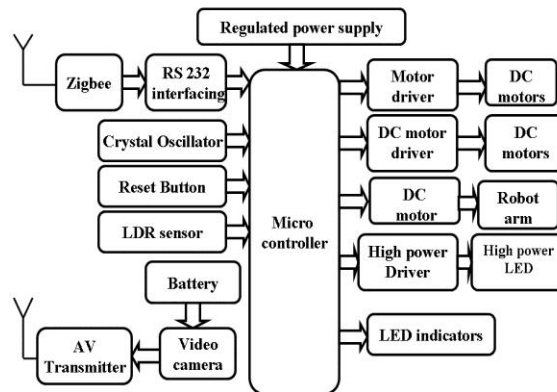 Regulated power supply
Zigbee
RS 232
interfacing
Motor
driver
DC
motors
Crystal Oscillator
DC motor
driver
DC
motors
Reset Button
DC
motor
Robot
arm
LDR sensor
Micro
controller
High power
Driver
High power
LED
Battery
LED indicators
AV
Transmitter
Video
camera